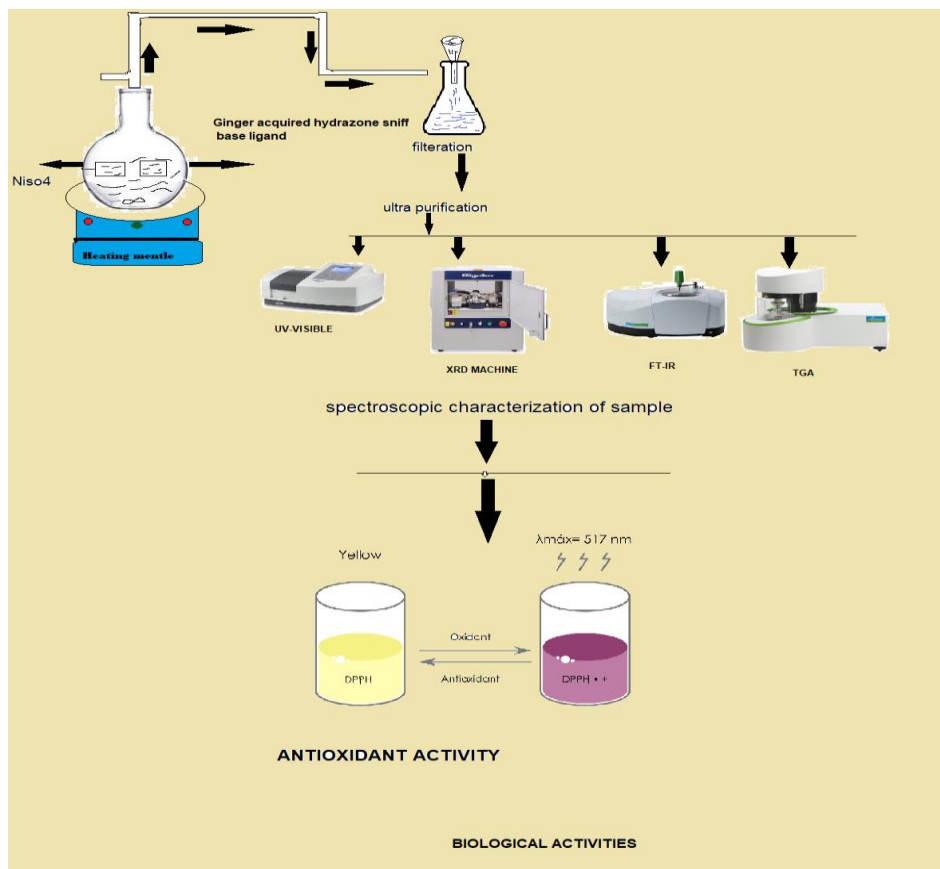 Ginger acquired hydrazone sniff
base ligand
filteration
Niso4
ultra purification
Heating mentle
Rigaku
UV-VISIBLE
XRD MACHINE
FT-IR
TGA
spectroscopic characterization of sample
Yellow
λmáx= 517 nm
Oxidant
DPPH
Antioxidant
DPPH • +
ANTIOXIDANT ACTIVITY
BIOLOGICAL ACTIVITIES